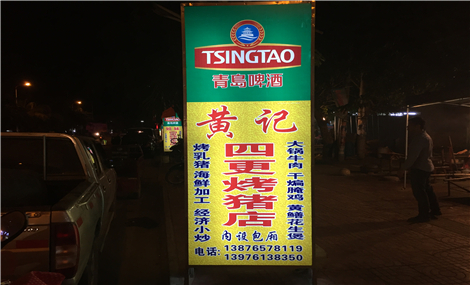 TSINGTAO
青岛啤酒
黄记
四更烤猪店
烤乳猪 海鲜加工 经济小炒
大锅牛肉 干煸腌鸡 黄鳝花生煲
内设包厢
电话: 13876578119
13976138350